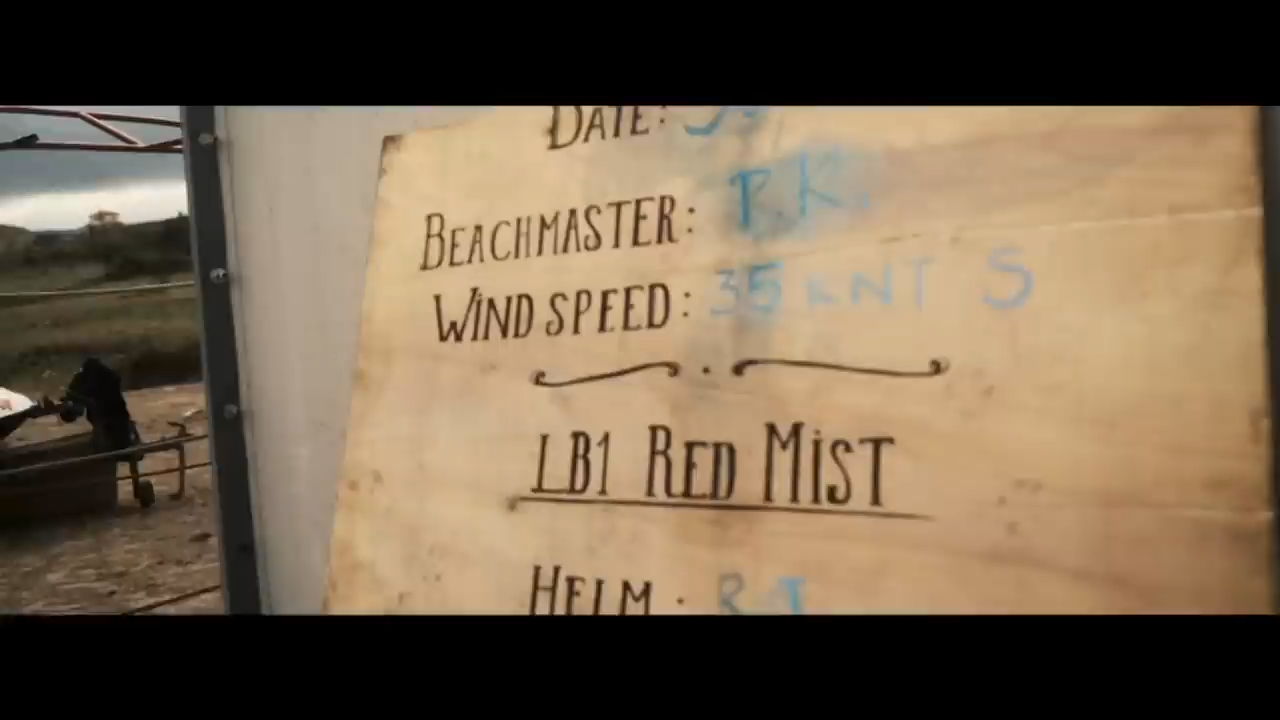 DATE:
BEACHMASTER: P.K.
WIND SPEED: 35 KNT S
LB1 RED MIST
HELM: